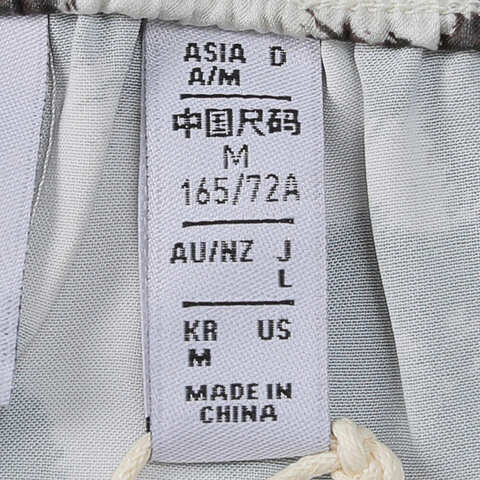 ASIA D
A/M
中国尺码
M
165/72A
AU/NZ J
L
KR US
M
MADE IN
CHINA